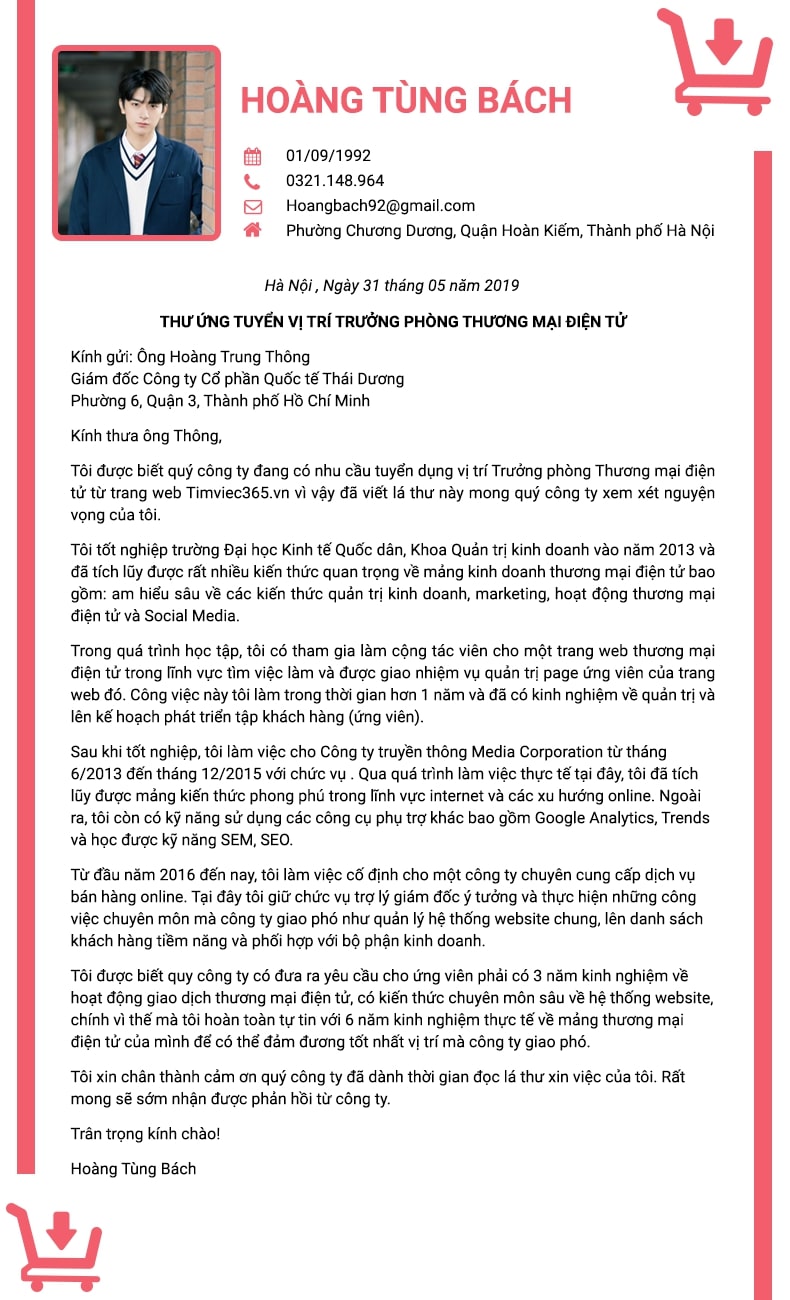 HOÀNG TÙNG BÁCH
01/09/1992
0321.148.964
Hoangbach92@gmail.com
Phường Chương Dương, Quận Hoàn Kiếm, Thành phố Hà Nội
Hà Nội , Ngày 31 tháng 05 năm 2019
THƯ ỨNG TUYỂN VỊ TRÍ TRƯỞNG PHÒNG THƯƠNG MẠI ĐIỆN TỬ
Kính gửi: Ông Hoàng Trung Thông
Giám đốc Công ty Cổ phần Quốc tế Thái Dương
Phường 6, Quận 3, Thành phố Hồ Chí Minh
Kính thưa ông Thông,
Tôi được biết quý công ty đang có nhu cầu tuyển dụng vị trí Trưởng phòng Thương mại điện
tử từ trang web Timviec365.vn vì vậy đã viết lá thư này mong quý công ty xem xét nguyện
vọng của tôi.
Tôi tốt nghiệp trường Đại học Kinh tế Quốc dân, Khoa Quản trị kinh doanh vào năm 2013 và
đã tích lũy được rất nhiều kiến thức quan trọng về mảng kinh doanh thương mại điện tử bao
gồm: am hiểu sâu về các kiến thức quản trị kinh doanh, marketing, hoạt động thương mại
điện tử và Social Media.
Trong quá trình học tập, tôi có tham gia làm cộng tác viên cho một trang web thương mại
điện tử trong lĩnh vực tìm việc làm và được giao nhiệm vụ quản trị page ứng viên của trang
web đó. Công việc này tôi làm trong thời gian hơn 1 năm và đã có kinh nghiệm về quản trị và
lên kế hoạch phát triển tập khách hàng (ứng viên).
Sau khi tốt nghiệp, tôi làm việc cho Công ty truyền thông Media Corporation từ tháng
6/2013 đến tháng 12/2015 với chức vụ . Qua quá trình làm việc thực tế tại đây, tôi đã tích
lũy được mảng kiến thức phong phú trong lĩnh vực internet và các xu hướng online. Ngoài
ra, tôi còn có kỹ năng sử dụng các công cụ phụ trợ khác bao gồm Google Analytics, Trends
và học được kỹ năng SEM, SEO.
Từ đầu năm 2016 đến nay, tôi làm việc cố định cho một công ty chuyên cung cấp dịch vụ
bán hàng online. Tại đây tôi giữ chức vụ trợ lý giám đốc ý tưởng và thực hiện những công
việc chuyên môn mà công ty giao phó như quản lý hệ thống website chung, lên danh sách
khách hàng tiềm năng và phối hợp với bộ phận kinh doanh.
Tôi được biết quy công ty có đưa ra yêu cầu cho ứng viên phải có 3 năm kinh nghiệm về
hoạt động giao dịch thương mại điện tử, có kiến thức chuyên môn sâu về hệ thống website,
chính vì thế mà tôi hoàn toàn tự tin với 6 năm kinh nghiệm thực tế về mảng thương mại
điện tử của mình để có thể đảm đương tốt nhất vị trí mà công ty giao phó.
Tôi xin chân thành cảm ơn quý công ty đã dành thời gian đọc lá thư xin việc của tôi. Rất
mong sẽ sớm nhận được phản hồi từ công ty.
Trân trọng kính chào!
Hoàng Tùng Bách